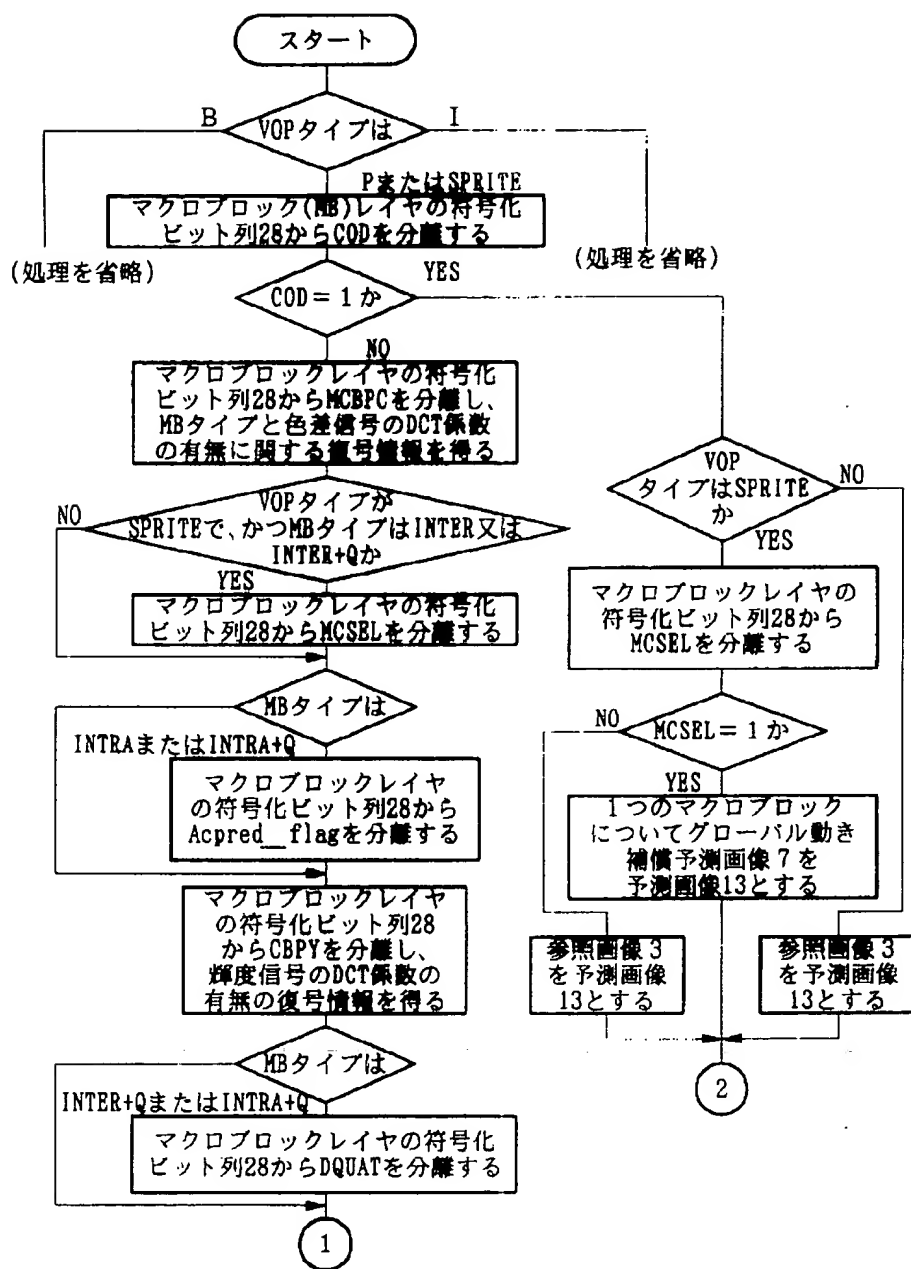 スタート
B
VOPタイプは
I
PまたはSPRITE
マクロブロック(MB)レイヤの符号化
ビット列28からCODを分離する
(処理を省略)
(処理を省略)
COD=1か
YES
NO
マクロブロックレイヤの符号化
ビット列28からMCBPCを分離し、
MBタイプと色差信号のDCT係数
の有無に関する復号情報を得る
NO
VOPタイプが
SPRITEで、かつMBタイプはINTER又は
INTER+Qか
YES
マクロブロックレイヤの符号化
ビット列28からMCSELを分離する
MBタイプは
INTRAまたはINTRA+Q
マクロブロックレイヤ
の符号化ビット列28から
Acpred_flagを分離する
マクロブロックレイヤ
の符号化ビット列28
からCBPYを分離し、
輝度信号のDCT係数の
有無の復号情報を得る
MBタイプは
INTER+QまたはINTRA+Q
マクロブロックレイヤの符号化
ビット列28からDQUATを分離する
1
VOP
タイプはSPRITE
か
NO
YES
マクロブロックレイヤの
符号化ビット列28から
MCSELを分離する
NO
MCSEL=1か
YES
1つのマクロブロック
についてグローバル動き
補償予測画像7を
予測画像13とする
参照画像3
を予測画像
13とする
参照画像3
を予測画像
13とする
2